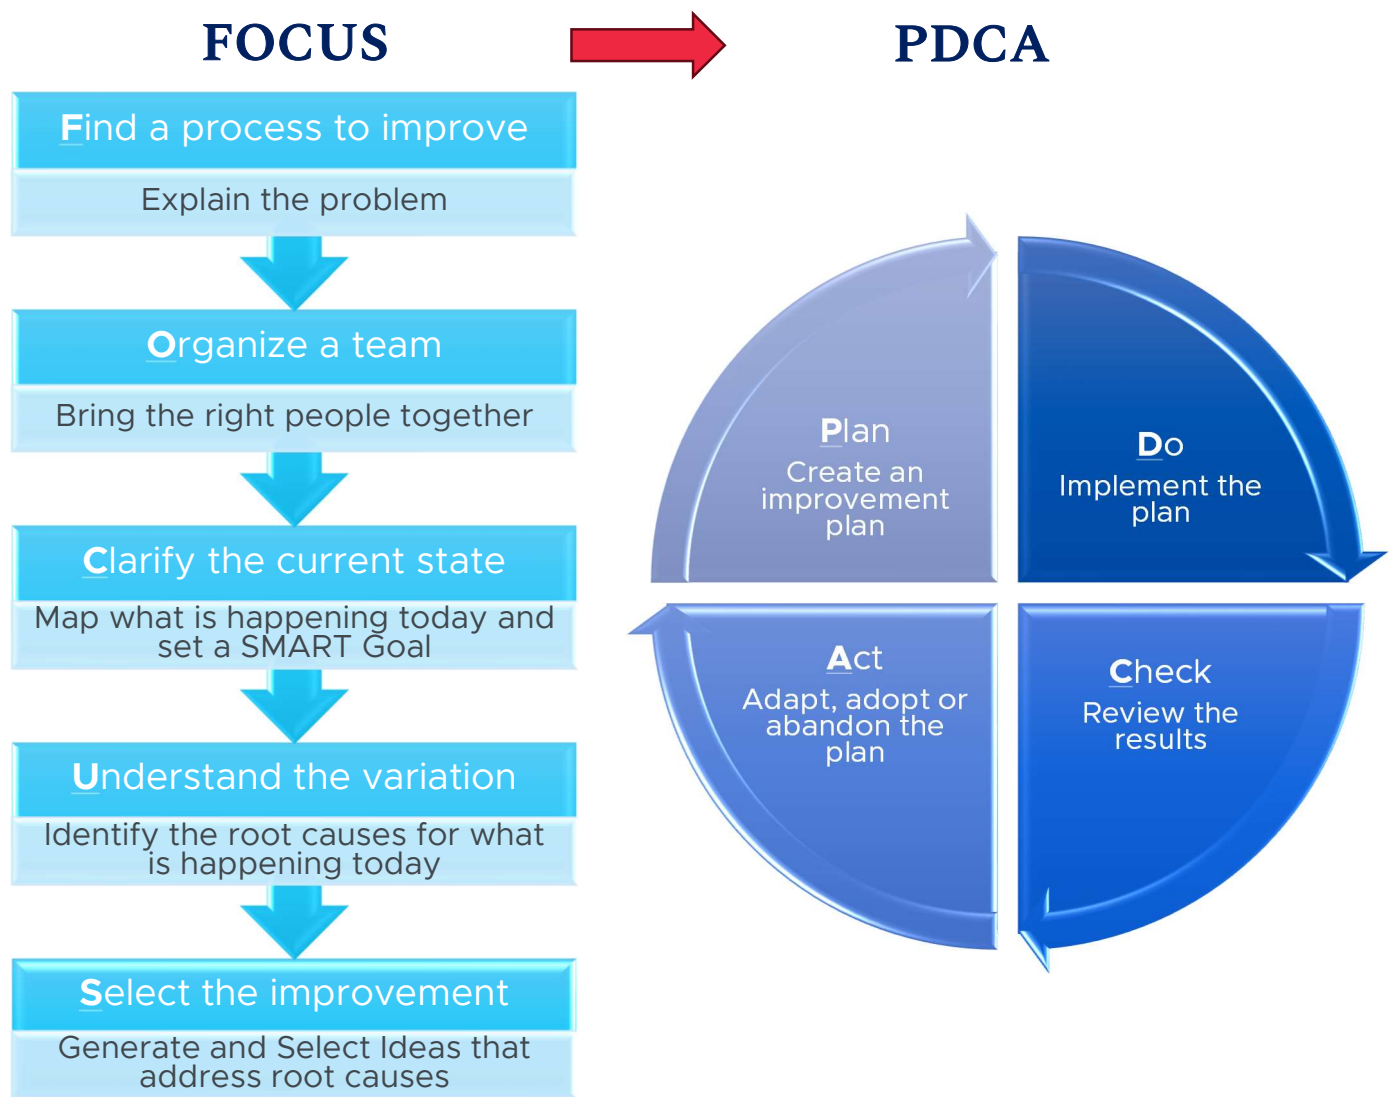 FOCUS
Find a process to improve
Explain the problem
Organize a team
Bring the right people together
Clarify the current state
Map what is happening today and
set a SMART Goal
Understand the variation
Identify the root causes for what
is happening today
Select the improvement
Generate and Select Ideas that
address root causes
PDCA
Plan
Create an
improvement
plan
Do
Implement the
plan
Check
Review the
results
Act
Adapt, adopt or
abandon the
plan